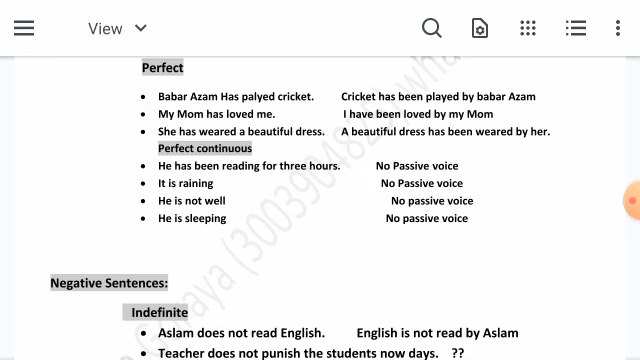 View
Perfect
• Babar Azam Has palyed cricket. Cricket has been played by babar Azam
• My Mom has loved me. I have been loved by my Mom
• She has weared a beautiful dress. A beautiful dress has been weared by her.
Perfect continuous
• He has been reading for three hours. No Passive voice
• It is raining No Passive voice
• He is not well No passive voice
• He is sleeping No passive voice
Negative Sentences:
Indefinite
• Aslam does not read English. English is not read by Aslam
• Teacher does not punish the students now days. ??